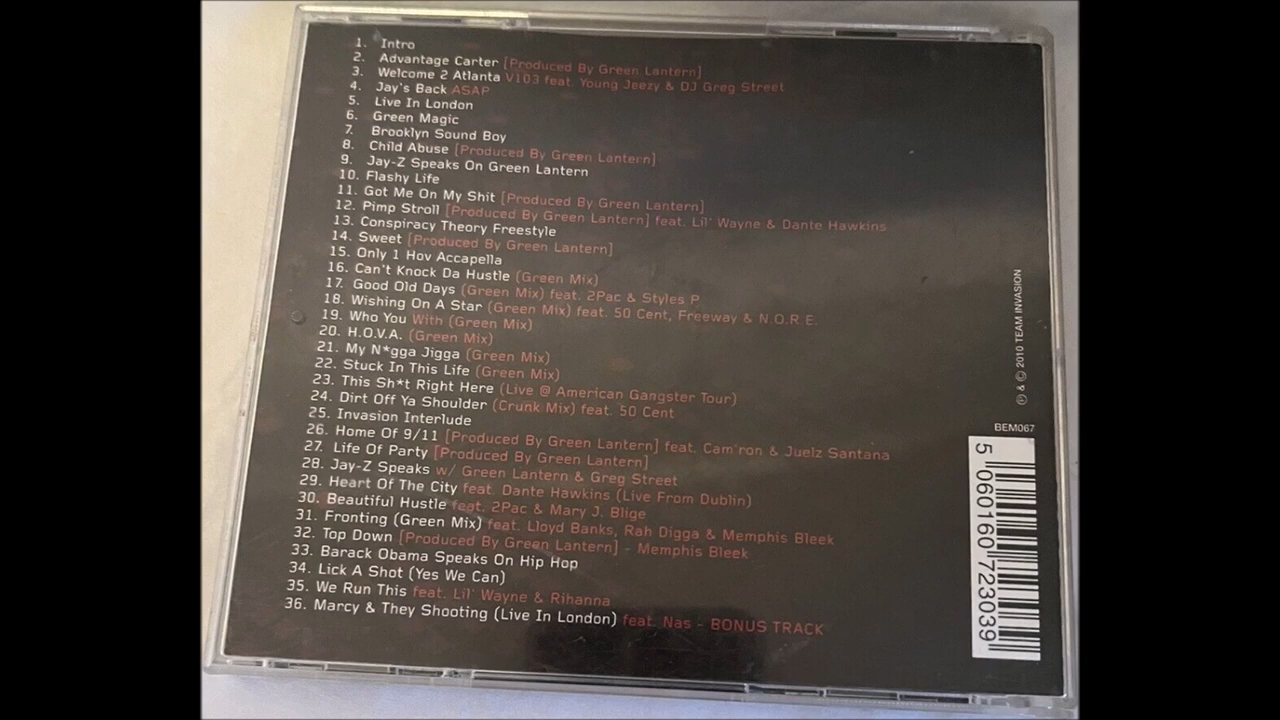 1. Intro
2. Advantage Carter [Produced By Green Lantern]
3. Welcome 2 Atlanta V103 feat. Young Jeezy & DJ Greg Street
4. Jay's Back ASAP
5. Live In London
6. Green Magic
7. Brooklyn Sound Boy
8. Child Abuse [Produced By Green Lantern]
9. Jay-Z Speaks On Green Lantern
10. Flashy Life
11. Got Me On My Shit [Produced By Green Lantern]
12. Pimp Stroll [Produced By Green Lantern] feat. Lil' Wayne & Dante Hawkins
13. Conspiracy Theory Freestyle
14. Sweet [Produced By Green Lantern]
15. Only 1 Hov Accapella
16. Can't Knock Da Hustle (Green Mix)
17. Good Old Days (Green Mix) feat. 2Pac & Styles P
18. Wishing On A Star (Green Mix) feat. 50 Cent, Freeway & N.O.R.E.
19. Who You With (Green Mix)
20. H.O.V.A. (Green Mix)
21. My N*gga Jigga (Green Mix)
22. Stuck In This Life (Green Mix)
23. This Sh*t Right Here (Live @ American Gangster Tour)
24. Dirt Off Ya Shoulder (Crunk Mix) feat. 50 Cent
25. Invasion Interlude
26. Home Of 9/11 [Produced By Green Lantern] feat. Cam'ron & Juelz Santana
27. Life Of Party [Produced By Green Lantern]
28. Jay-Z Speaks w/ Green Lantern & Greg Street
29. Heart Of The City feat. Dante Hawkins (Live From Dublin)
30. Beautiful Hustle feat. 2Pac & Mary J. Blige
31. Fronting (Green Mix) feat. Lloyd Banks, Rah Digga & Memphis Bleek
32. Top Down [Produced By Green Lantern] - Memphis Bleek
33. Barack Obama Speaks On Hip Hop
34. Lick A Shot (Yes We Can)
35. We Run This feat. Lil' Wayne & Rihanna
36. Marcy & They Shooting (Live In London) feat. Nas - BONUS TRACK
℗ & © 2010 TEAM INVASION
BEM067
5 060160 723039